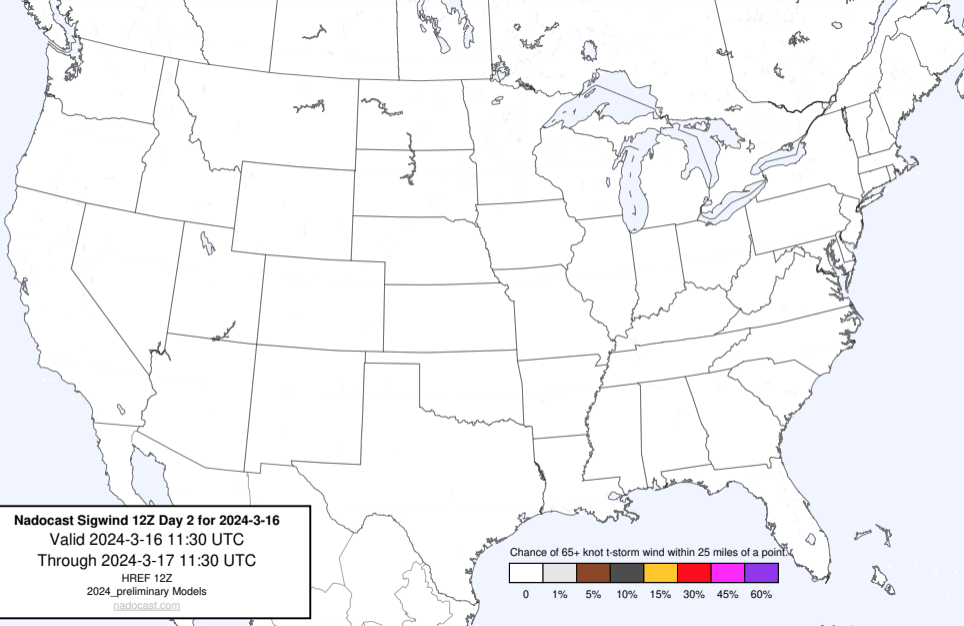 Nadocast Sigwind 12Z Day 2 for 2024-3-16
Valid 2024-3-16 11:30 UTC
Through 2024-3-17 11:30 UTC
HREF 12Z
2024_preliminary Models
nadocast.com
Chance of 65+ knot t-storm wind within 25 miles of a point.
0 1% 5% 10% 15% 30% 45% 60%